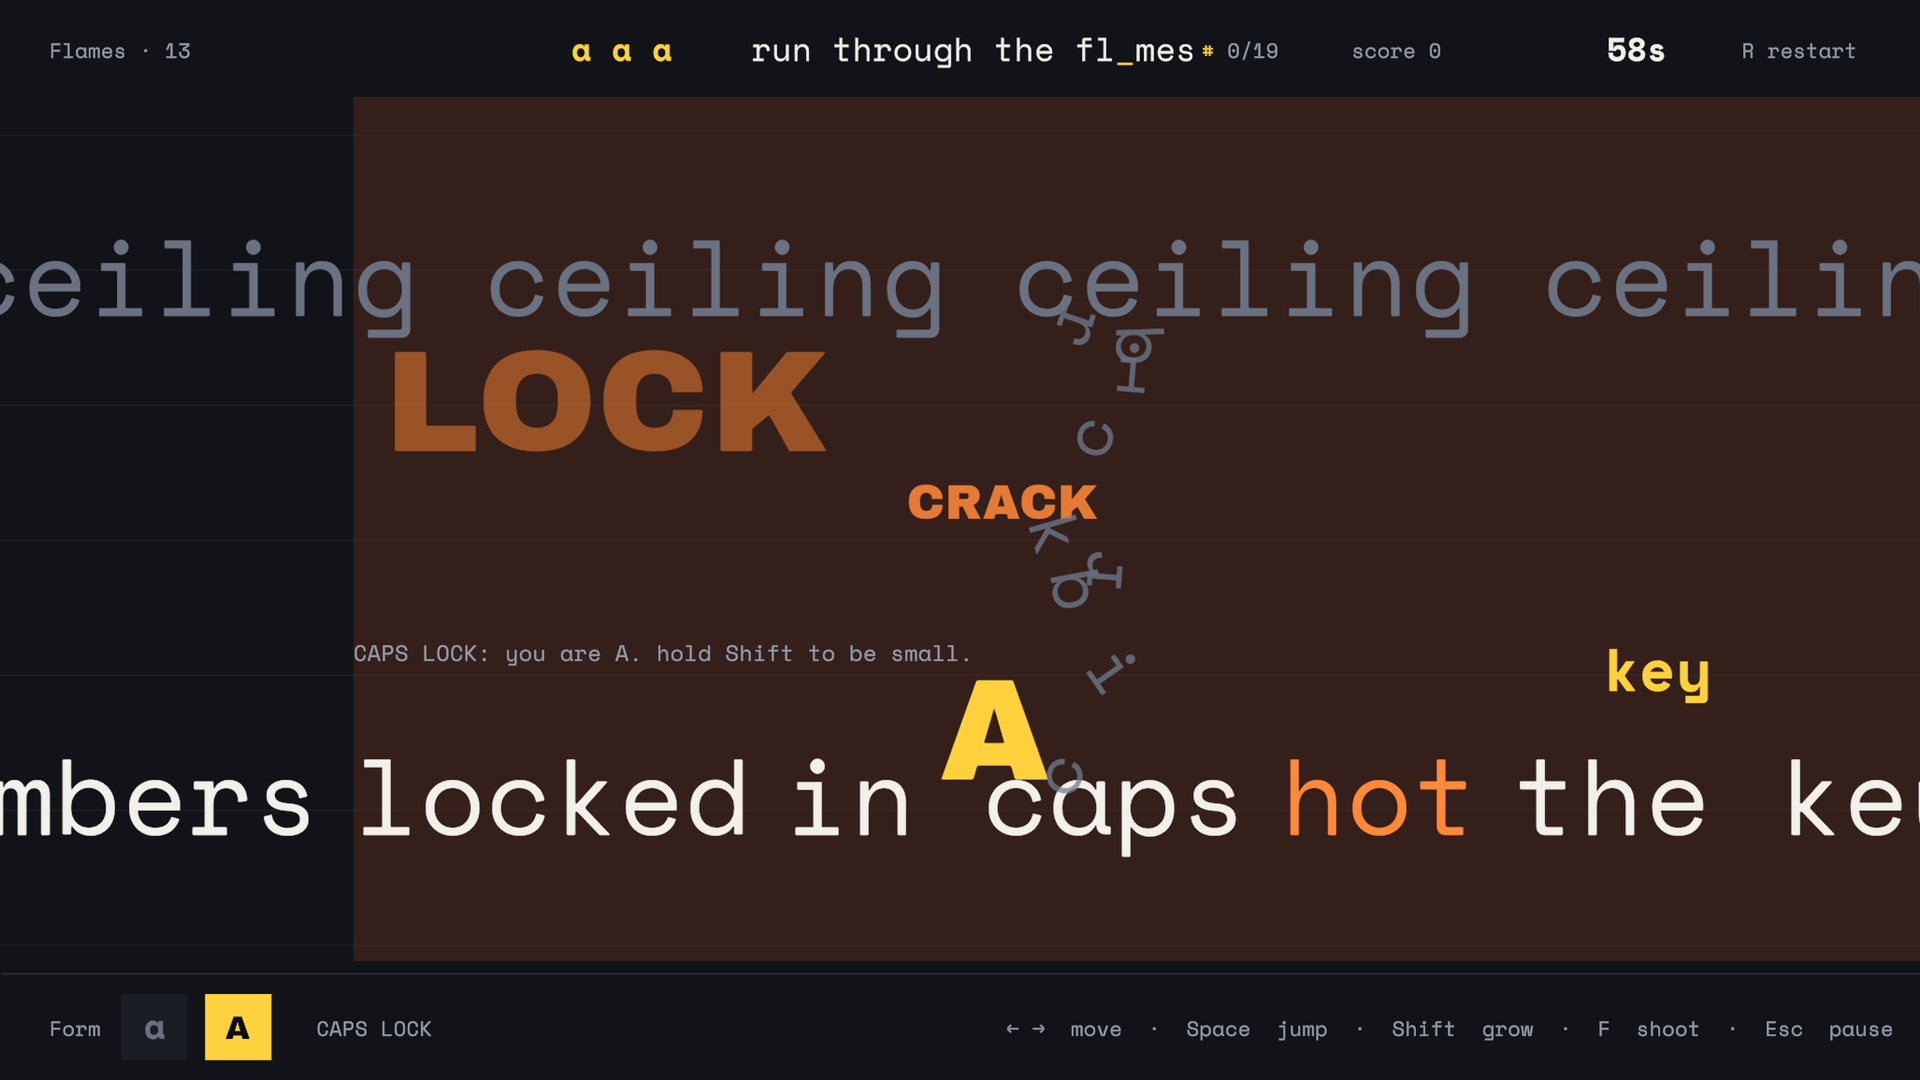 Flames · 13
a a a
run through the fl_mes
# 0/19
score 0
58s
R restart
ceiling ceiling ceiling ceilin
LOCK
CRACK
CAPS LOCK: you are A. hold Shift to be small.
key
A
mbers locked in caps hot the ke
Form a A CAPS LOCK
← → move · Space jump · Shift grow · F shoot · Esc pause